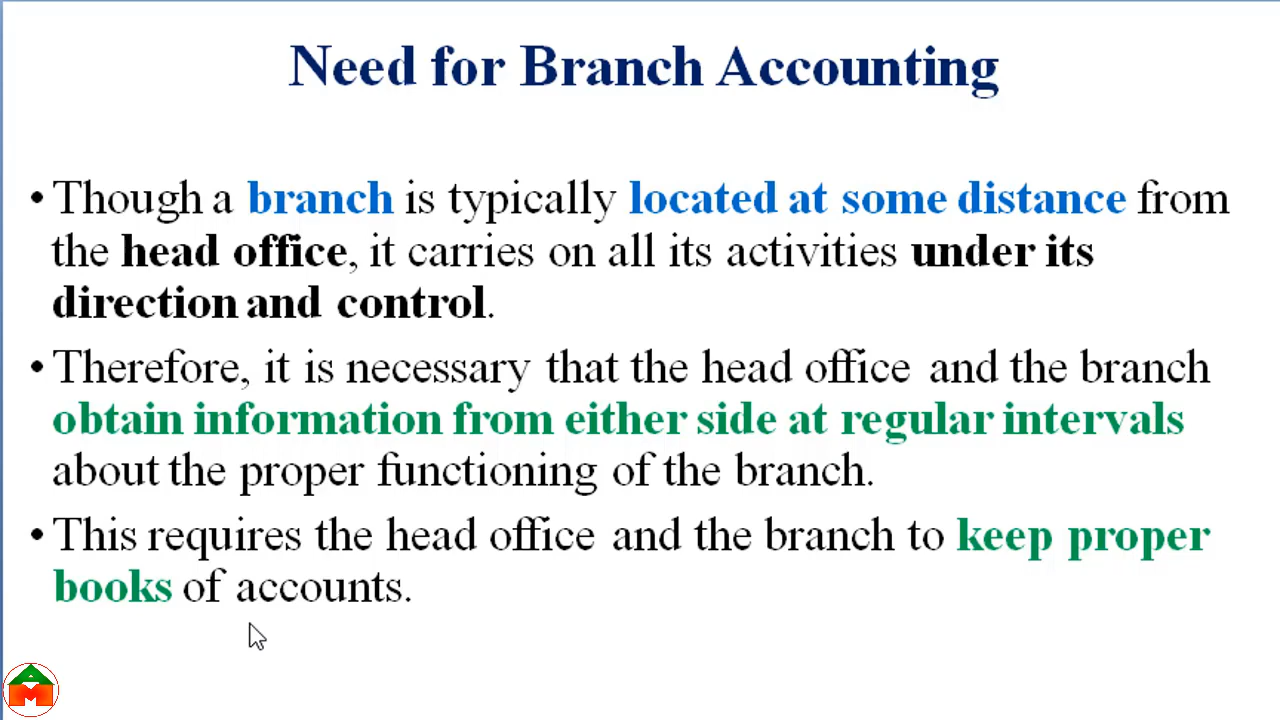 Need for Branch Accounting
• Though a branch is typically located at some distance from
the head office, it carries on all its activities under its
direction and control.
• Therefore, it is necessary that the head office and the branch
obtain information from either side at regular intervals
about the proper functioning of the branch.
• This requires the head office and the branch to keep proper
books of accounts.
A
M